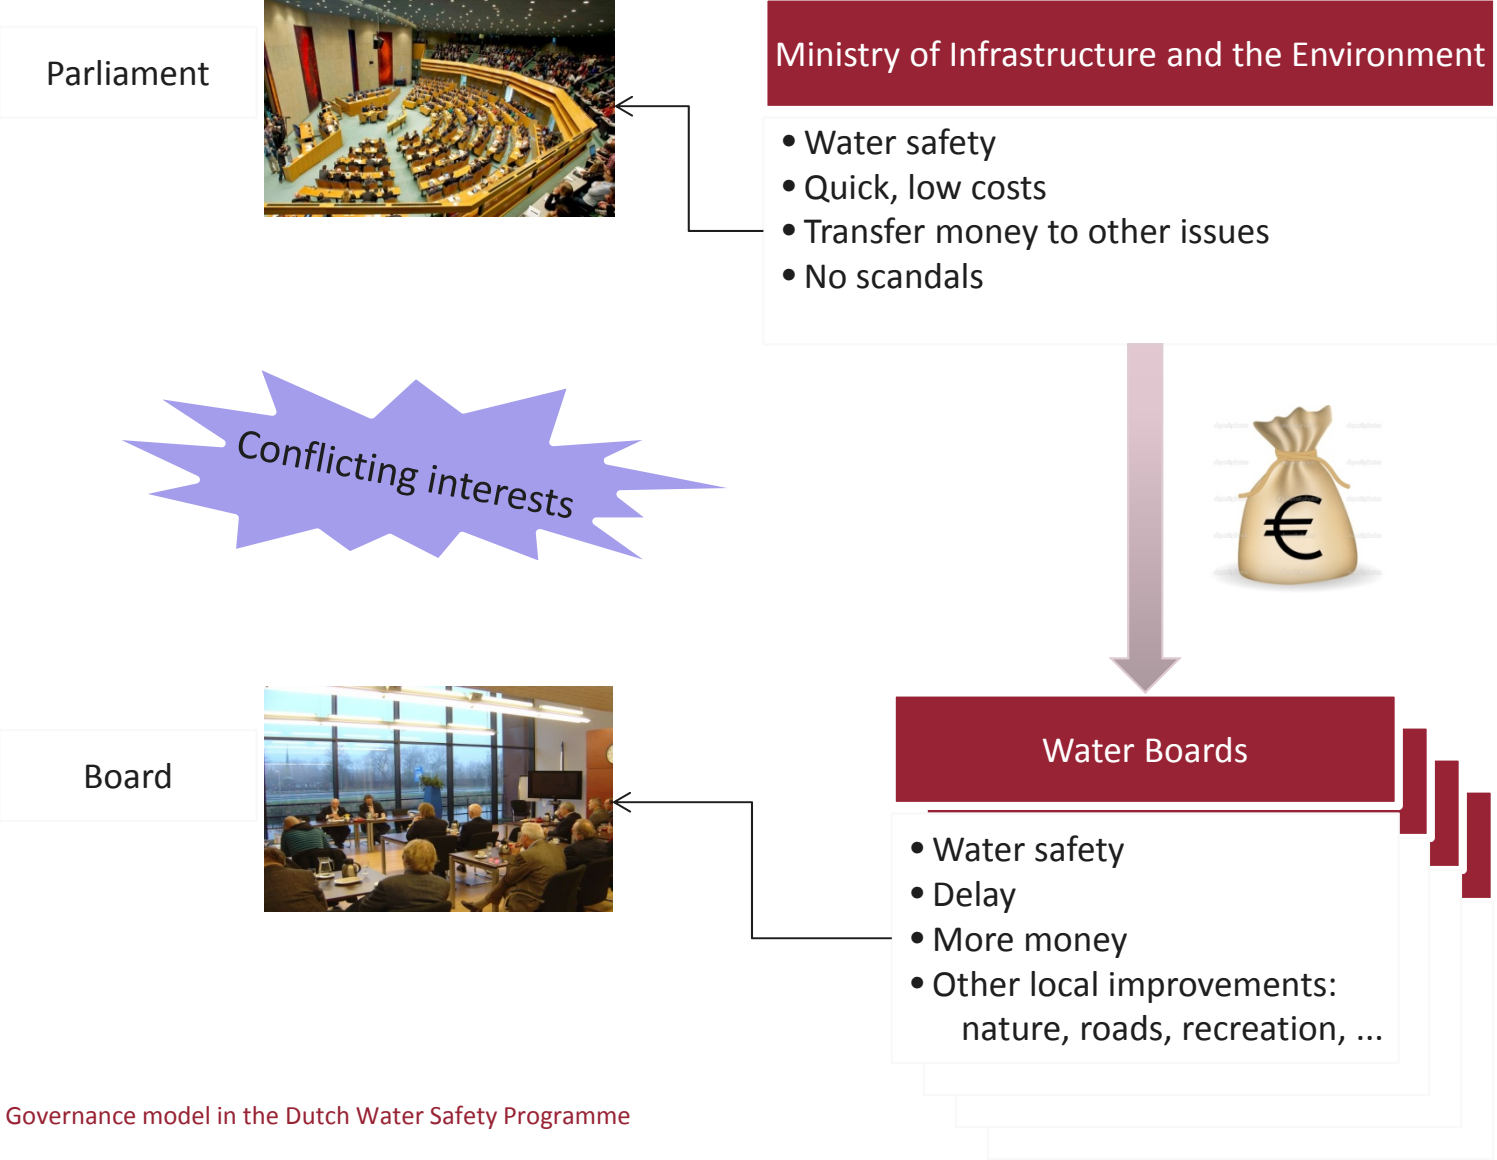 Parliament
Ministry of Infrastructure and the Environment
• Water safety
• Quick, low costs
• Transfer money to other issues
• No scandals
Conflicting interests
€
Board
Water Boards
• Water safety
• Delay
• More money
• Other local improvements:
nature, roads, recreation, ...
Governance model in the Dutch Water Safety Programme